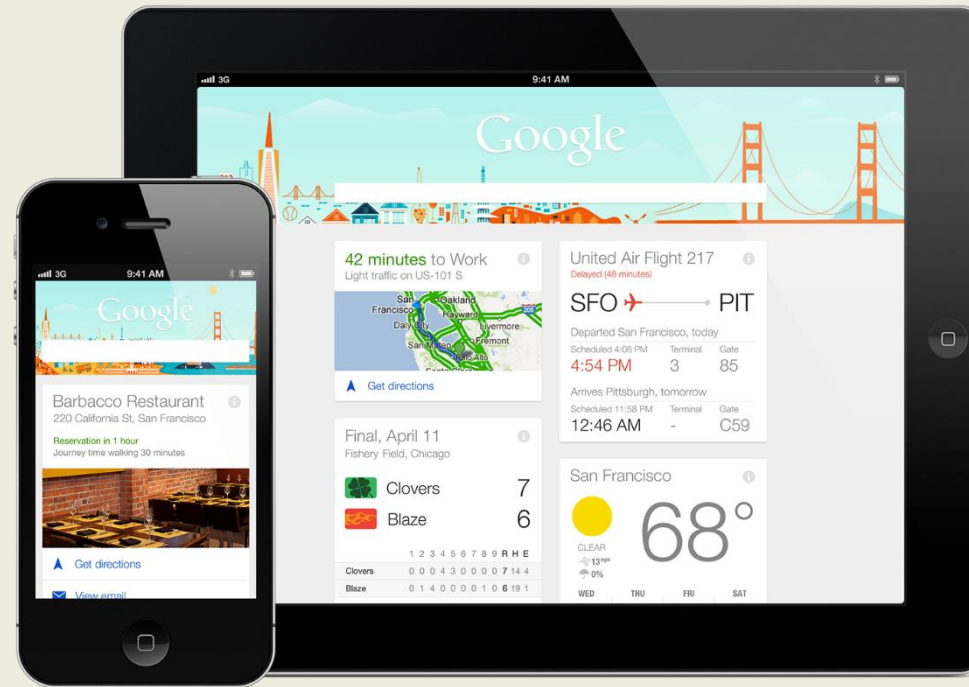 3G 9:41 AM
Google
42 minutes to Work
Light traffic on US-101 S
San Francisco
Oakland
Hayward
Daly City
Livermore
San Mateo
Fremont
Palo Alto
Get directions
Final, April 11
Fishery Field, Chicago
Clovers 7
Blaze 6
1 2 3 4 5 6 7 8 9 R H E
Clovers 0 0 0 4 3 0 0 0 0 7 14 4
Blaze 0 1 4 0 0 0 0 1 0 6 19 1
United Air Flight 217
Delayed (48 minutes)
SFO PIT
Departed San Francisco, today
Scheduled 4:06 PM Terminal Gate
4:54 PM 3 85
Arrives Pittsburgh, tomorrow
Scheduled 11:58 PM Terminal Gate
12:46 AM - C59
San Francisco
68°
CLEAR
13 mph
0%
WED THU FRI SAT
3G 9:41 AM
Google
Barbacco Restaurant
220 California St, San Francisco
Reservation in 1 hour
Journey time walking 30 minutes
Get directions
View email